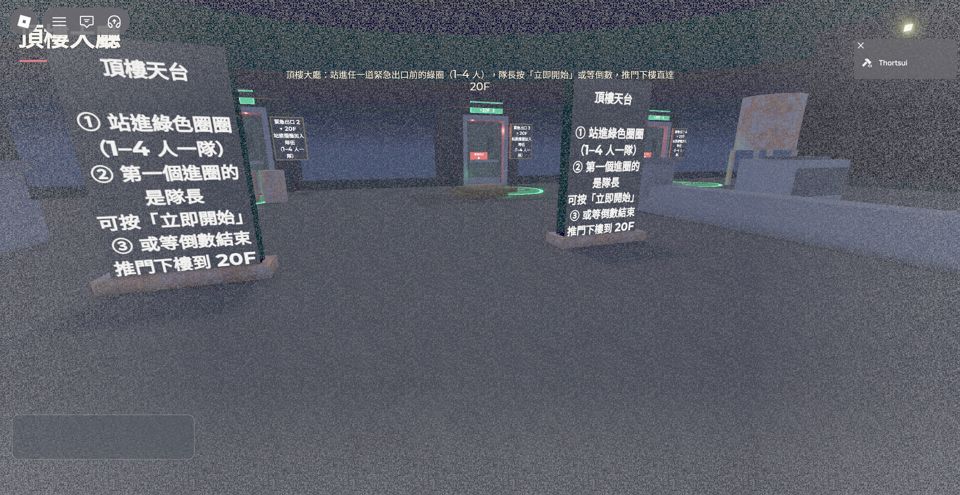 頂樓大廳
Thortsui
頂樓大廳：站進任一道緊急出口前的綠圈（1–4 人），隊長按「立即開始」或等倒數，推門下樓直達
20F
頂樓天台
① 站進綠色圈圈
（1–4 人一隊）
② 第一個進圈的
是隊長
可按「立即開始」
③ 或等倒數結束
推門下樓到 20F
緊急出口 2
頂樓天台
① 站進綠色圈圈
（1–4 人一隊）
② 第一個進圈的
是隊長
可按「立即開始」
③ 或等倒數結束
推門下樓到 20F